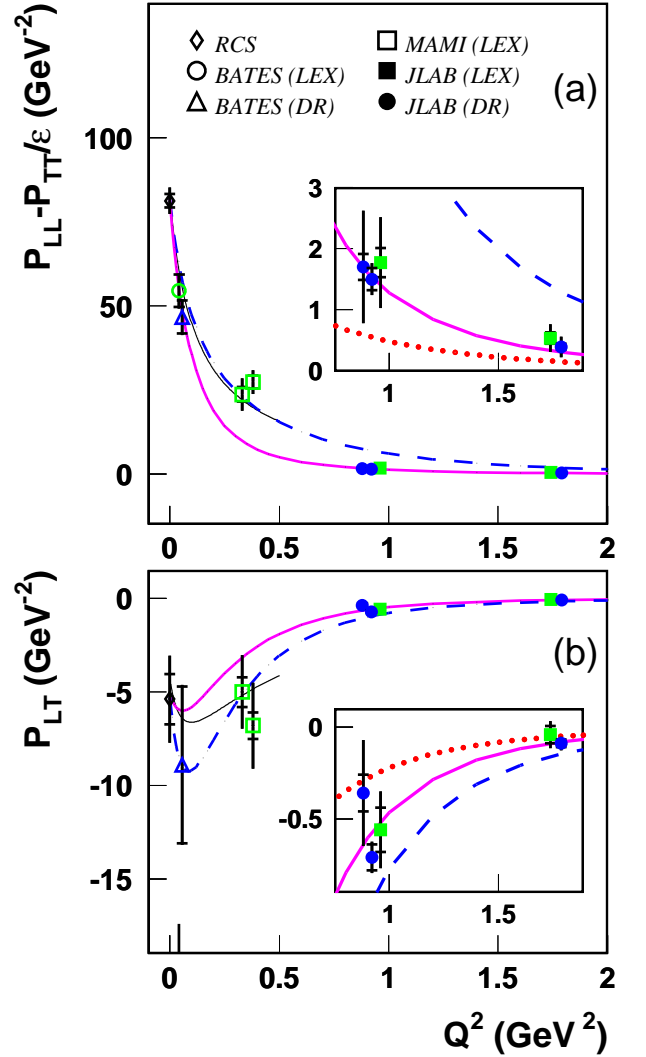 P_LL-P_TT/ε (GeV^-2)
RCS
MAMI (LEX)
BATES (LEX)
JLAB (LEX)
BATES (DR)
JLAB (DR)
(a)
100
50
0
3
2
1
0
1
1.5
0
0.5
1
1.5
2
P_LT (GeV^-2)
(b)
0
-5
-10
-15
0
-0.5
1
1.5
0
0.5
1
1.5
2
Q^2 (GeV^2)